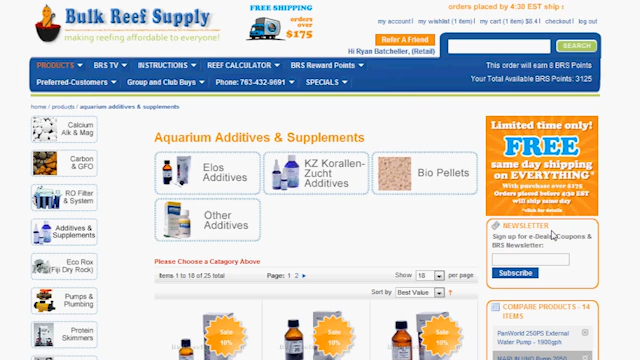 Bulk Reef Supply
making reefing affordable to everyone!
FREE
SHIPPING
orders
over
$175
orders placed by 4:30 EST ship
my account | my wishlist (1 item) | my cart (1 item) $8.4 | checkout | log out
Refer A Friend
Hi Ryan Batcheller, (Retail)
SEARCH
PRODUCTS
BRS TV
INSTRUCTIONS
REEF CALCULATOR
BRS Reward Points
This order will earn 8 BRS Points
Preferred-Customers
Group and Club Buys
Phone: 763-432-9691
SPECIALS
Your Total Available BRS Points: 3125
home / products / aquarium additives & supplements
Calcium
Alk & Mag
Carbon
& GFO
RO Filter
& System
Additives &
Supplements
Eco Rox
(Fiji Dry Rock)
Pumps &
Plumbing
Protein
Skimmers
Aquarium Additives & Supplements
Elos
Additives
KZ Korallen-
Zucht
Additives
Bio Pellets
Other
Additives
Please Choose a Catagory Above
Items 1 to 18 of 25 total
Page: 1 2
Show 18 per page
Sort by Best Value
Sale
10%
Sale
10%
Sale
10%
Limited time only!
FREE
same day shipping
on EVERYTHING*
With purchase over $175
Orders placed before 4:30 EST
will ship same day
*click for details
NEWSLETTER
Sign up for e-Deals, Coupons &
BRS Newsletter:
Subscribe
COMPARE PRODUCTS - 14
ITEMS
PanWorld 250PS External
Water Pump - 1900gph